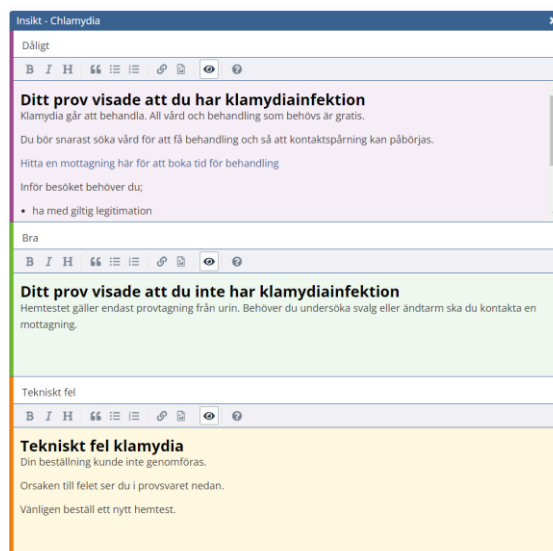 Insikt - Chlamydia
Dåligt
B I H
Ditt prov visade att du har klamydiainfektion
Klamydia går att behandla. All vård och behandling som behövs är gratis.
Du bör snarast söka vård för att få behandling och så att kontaktspårning kan påbörjas.
Hitta en mottagning här för att boka tid för behandling
Inför besöket behöver du;
• ha med giltig legitimation
Bra
B I H
Ditt prov visade att du inte har klamydiainfektion
Hemtestet gäller endast provtagning från urin. Behöver du undersöka svalg eller ändtarm ska du kontakta en
mottagning.
Tekniskt fel
B I H
Tekniskt fel klamydia
Din beställning kunde inte genomföras.
Orsaken till felet ser du i provsvaret nedan.
Vänligen beställ ett nytt hemtest.